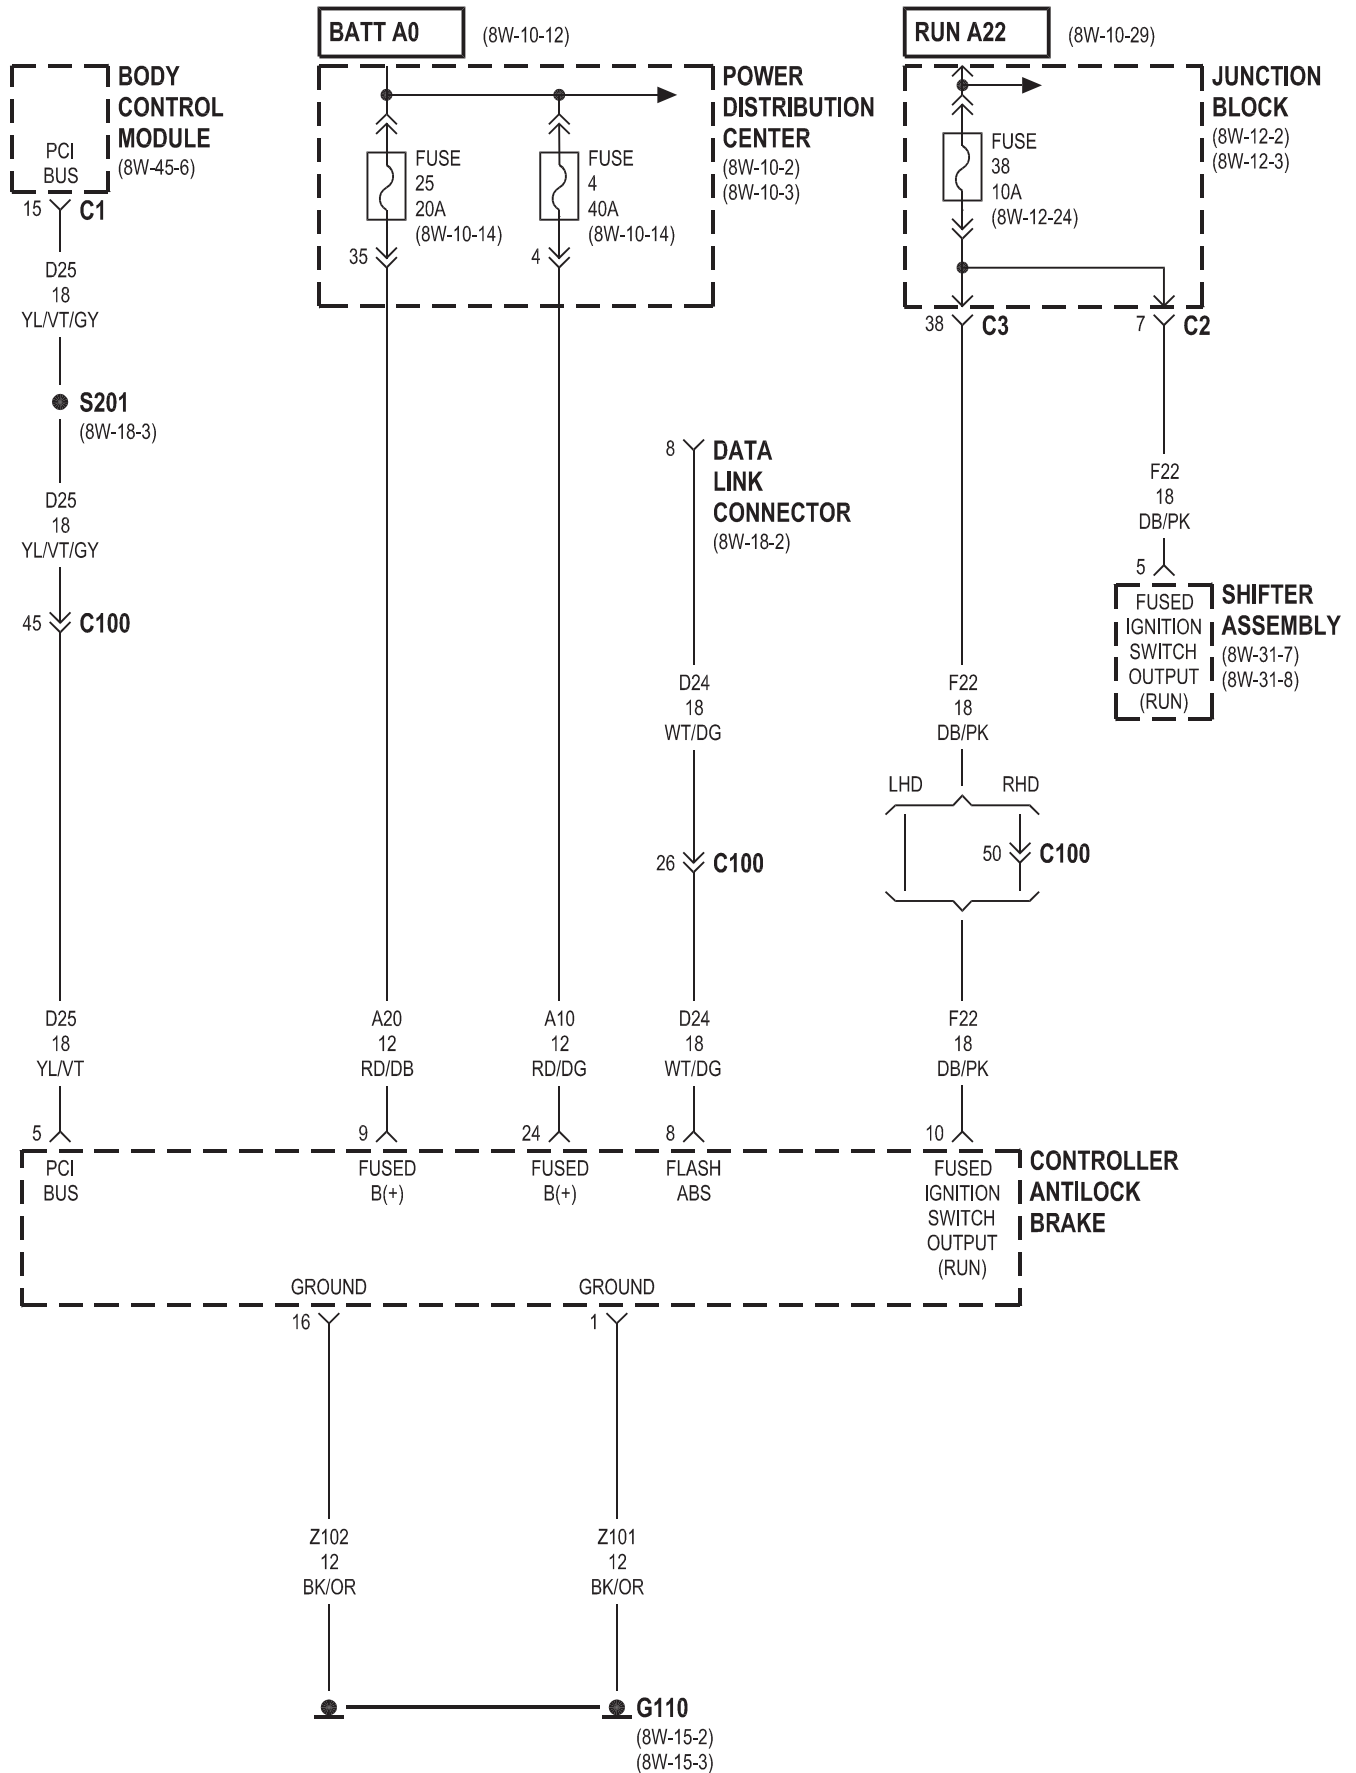 BATT A0
(8W-10-12)
RUN A22
(8W-10-29)
BODY
CONTROL
MODULE
(8W-45-6)
PCI
BUS
15
C1
D25
18
YL/VT/GY
S201
(8W-18-3)
D25
18
YL/VT/GY
45
C100
D25
18
YL/VT
5
POWER
DISTRIBUTION
CENTER
(8W-10-2)
(8W-10-3)
FUSE
25
20A
(8W-10-14)
35
FUSE
4
40A
(8W-10-14)
4
A20
12
RD/DB
9
A10
12
RD/DG
24
8
DATA
LINK
CONNECTOR
(8W-18-2)
D24
18
WT/DG
26
C100
D24
18
WT/DG
8
JUNCTION
BLOCK
(8W-12-2)
(8W-12-3)
FUSE
38
10A
(8W-12-24)
38
C3
7
C2
F22
18
DB/PK
5
FUSED
IGNITION
SWITCH
OUTPUT
(RUN)
SHIFTER
ASSEMBLY
(8W-31-7)
(8W-31-8)
F22
18
DB/PK
LHD
RHD
50
C100
F22
18
DB/PK
10
PCI
BUS
FUSED
B(+)
FUSED
B(+)
FLASH
ABS
FUSED
IGNITION
SWITCH
OUTPUT
(RUN)
CONTROLLER
ANTILOCK
BRAKE
GROUND
GROUND
16
1
Z102
12
BK/OR
Z101
12
BK/OR
G110
(8W-15-2)
(8W-15-3)